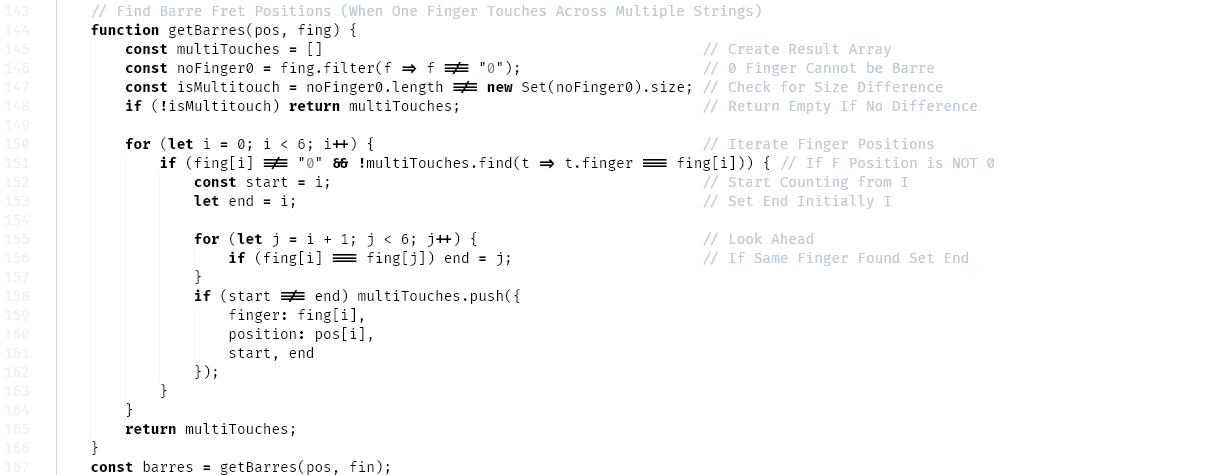 143 // Find Barre Fret Positions (When One Finger Touches Across Multiple Strings)
144 function getBarres(pos, fing) {
145 const multiTouches = [] // Create Result Array
146 const noFinger0 = fing.filter(f => f !== "0"); // 0 Finger Cannot be Barre
147 const isMultitouch = noFinger0.length !== new Set(noFinger0).size; // Check for Size Difference
148 if (!isMultitouch) return multiTouches; // Return Empty If No Difference
149
150 for (let i = 0; i < 6; i++) { // Iterate Finger Positions
151 if (fing[i] !== "0" && !multiTouches.find(t => t.finger === fing[i])) { // If F Position is NOT 0
152 const start = i; // Start Counting from I
153 let end = i; // Set End Initially I
154
155 for (let j = i + 1; j < 6; j++) { // Look Ahead
156 if (fing[i] === fing[j]) end = j; // If Same Finger Found Set End
157 }
158 if (start !== end) multiTouches.push({
159 finger: fing[i],
160 position: pos[i],
161 start, end
162 });
163 }
164 }
165 return multiTouches;
166 }
167 const barres = getBarres(pos, fin);